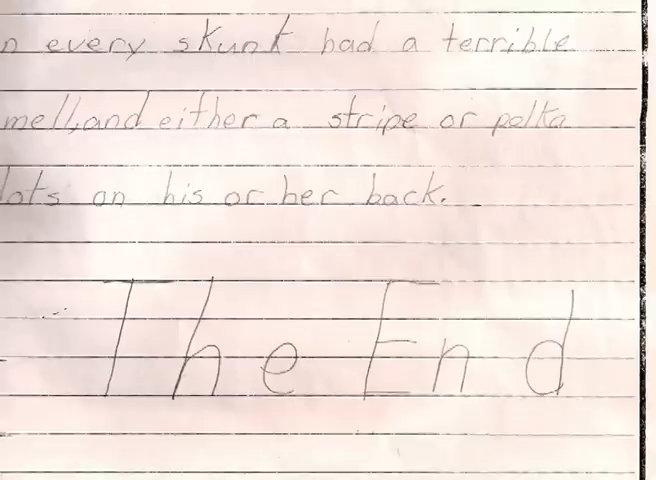 n every skunk had a terrible
mell, and either a stripe or polka
lots on his or her back.
The End